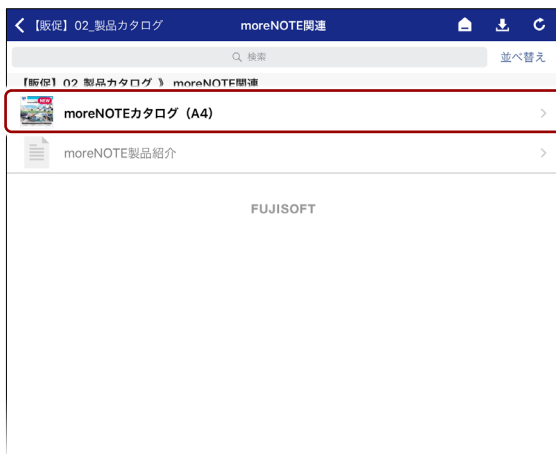 【販促】02_製品カタログ moreNOTE関連
検索 並べ替え
【販促】02_製品カタログ 》 moreNOTE関連
NEW
moreNOTEカタログ（A4）
moreNOTE製品紹介
FUJISOFT